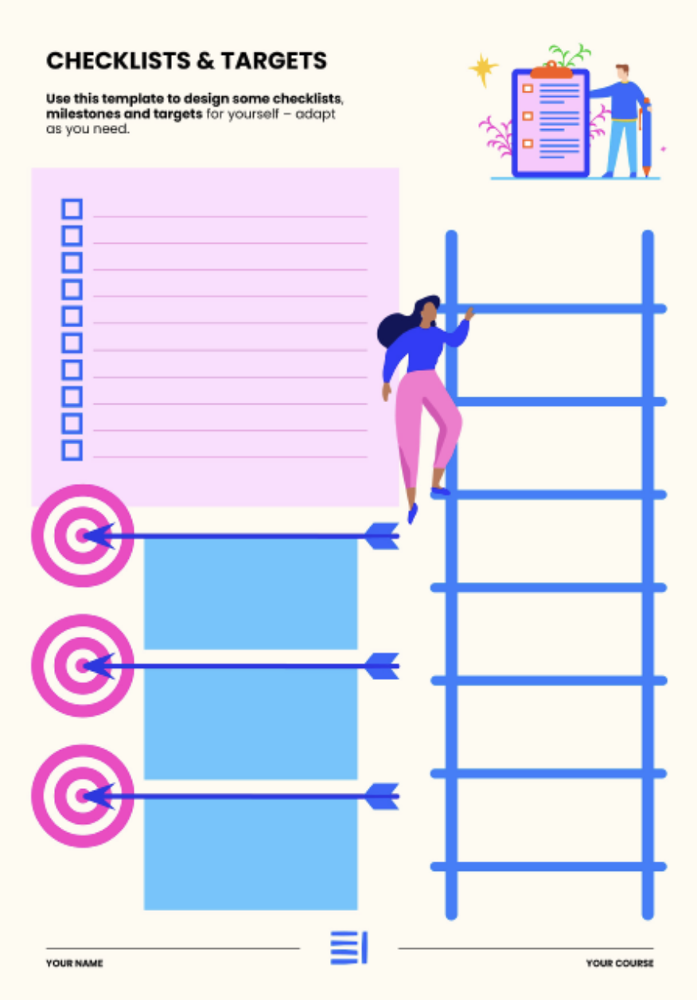 CHECKLISTS & TARGETS
Use this template to design some checklists,
milestones and targets for yourself – adapt
as you need.
YOUR NAME
YOUR COURSE